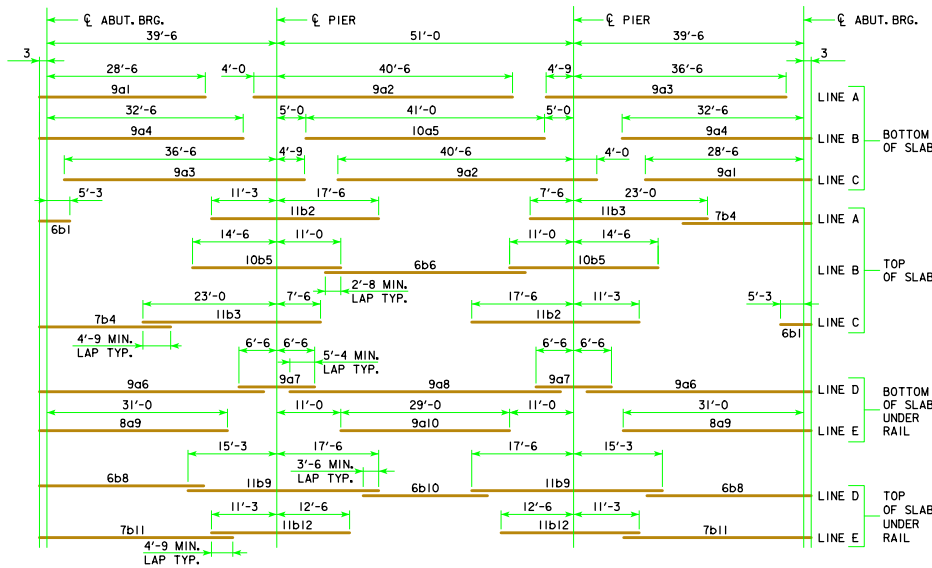 ℄ ABUT. BRG. ℄ PIER ℄ PIER ℄ ABUT. BRG.
39'-6 51'-0 39'-6
3 3
28'-6 4'-0 40'-6 4'-9 36'-6
9a1 9a2 9a3 LINE A
32'-6 5'-0 41'-0 5'-0 32'-6
9a4 10a5 9a4 LINE B
BOTTOM
OF SLAB
36'-6 4'-9 40'-6 4'-0 28'-6
9a3 9a2 9a1 LINE C
5'-3 11'-3 17'-6 7'-6 23'-0
6b1 11b2 11b3 7b4 LINE A
14'-6 11'-0 11'-0 14'-6
10b5 6b6 10b5 LINE B
TOP
OF SLAB
2'-8 MIN.
LAP TYP.
23'-0 7'-6 17'-6 11'-3 5'-3
7b4 11b3 11b2 6b1 LINE C
4'-9 MIN.
LAP TYP.
6'-6 6'-6 6'-6 6'-6
5'-4 MIN.
LAP TYP.
9a6 9a7 9a8 9a7 9a6 LINE D
31'-0 11'-0 29'-0 11'-0 31'-0
8a9 9a10 8a9 LINE E
BOTTOM
OF SLAB
UNDER
RAIL
15'-3 17'-6 17'-6 15'-3
3'-6 MIN.
LAP TYP.
6b8 11b9 6b10 11b9 6b8 LINE D
11'-3 12'-6 12'-6 11'-3
7b11 11b12 11b12 7b11 LINE E
TOP
OF SLAB
UNDER
RAIL
4'-9 MIN.
LAP TYP.